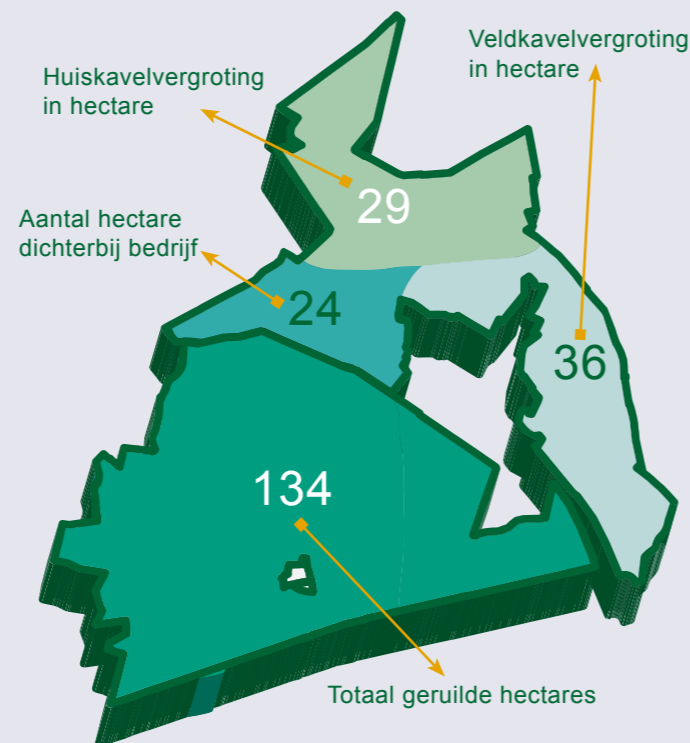 Veldkavelvergroting
in hectare
Huiskavelvergroting
in hectare
29
Aantal hectare
dichterbij bedrijf
24
36
134
Totaal geruilde hectares